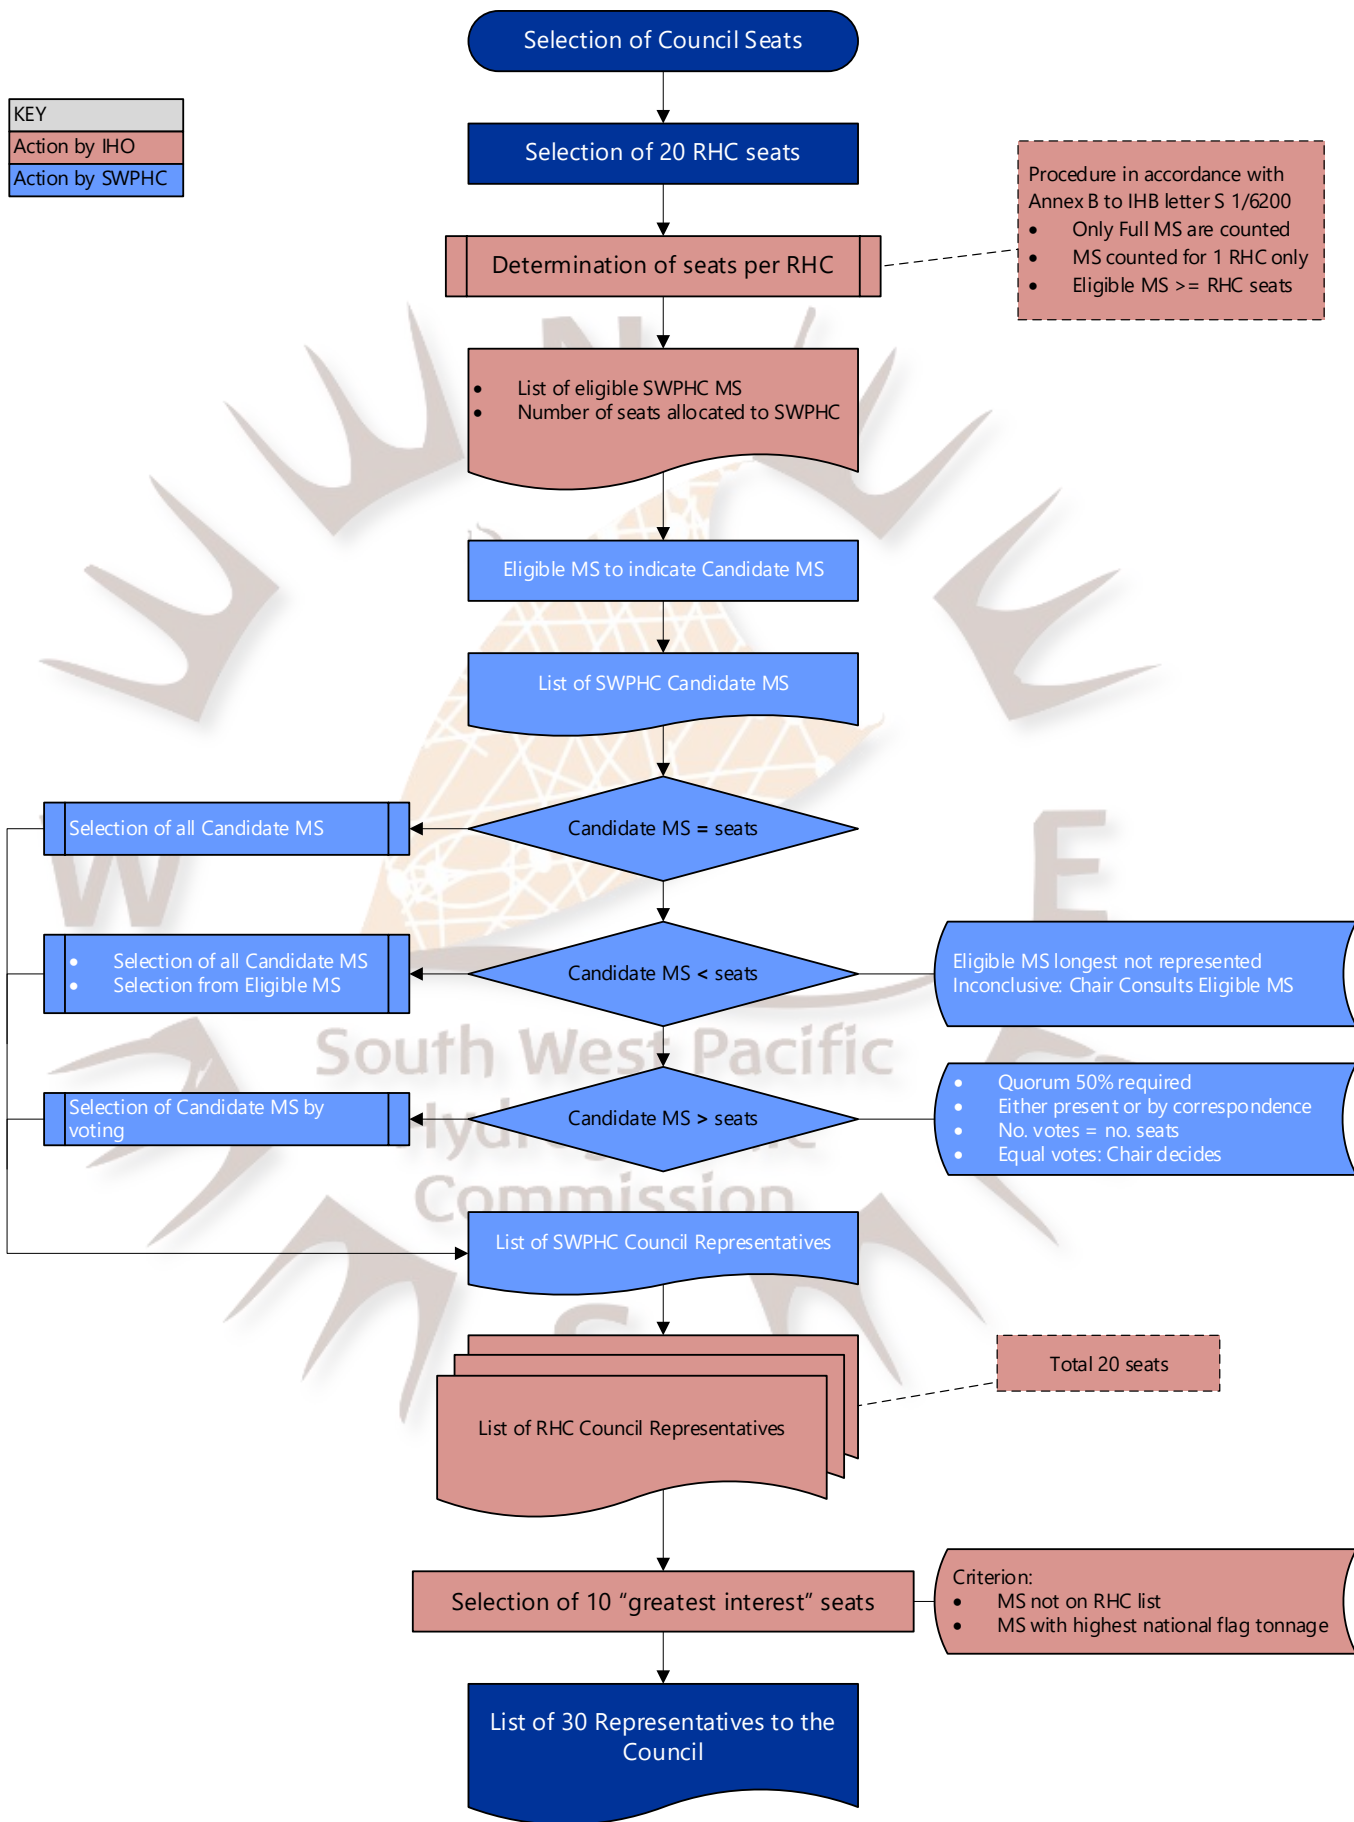 Selection of Council Seats
KEY
Action by IHO
Action by SWPHC
Selection of 20 RHC seats
Procedure in accordance with
Annex B to IHB letter S 1/6200
• Only Full MS are counted
• MS counted for 1 RHC only
• Eligible MS >= RHC seats
Determination of seats per RHC
N
• List of eligible SWPHC MS
• Number of seats allocated to SWPHC
Eligible MS to indicate Candidate MS
List of SWPHC Candidate MS
Selection of all Candidate MS
Candidate MS = seats
W
E
• Selection of all Candidate MS
• Selection from Eligible MS
Candidate MS < seats
Eligible MS longest not represented
Inconclusive: Chair Consults Eligible MS
South West Pacific
Selection of Candidate MS by
voting
Candidate MS > seats
• Quorum 50% required
• Either present or by correspondence
• No. votes = no. seats
• Equal votes: Chair decides
Commission
List of SWPHC Council Representatives
S
Total 20 seats
List of RHC Council Representatives
Selection of 10 “greatest interest” seats
Criterion:
• MS not on RHC list
• MS with highest national flag tonnage
List of 30 Representatives to the
Council